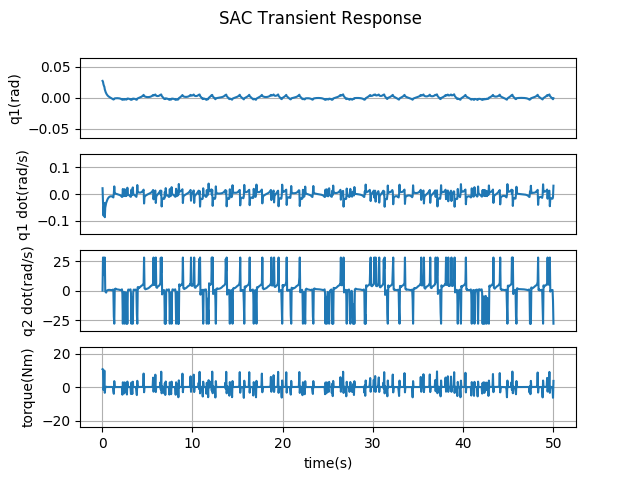 SAC Transient Response
q1(rad)
0.05
0.00
−0.05
q1 dot(rad/s)
0.1
0.0
−0.1
q2 dot(rad/s)
25
0
−25
torque(Nm)
20
0
−20
0 10 20 30 40 50
time(s)